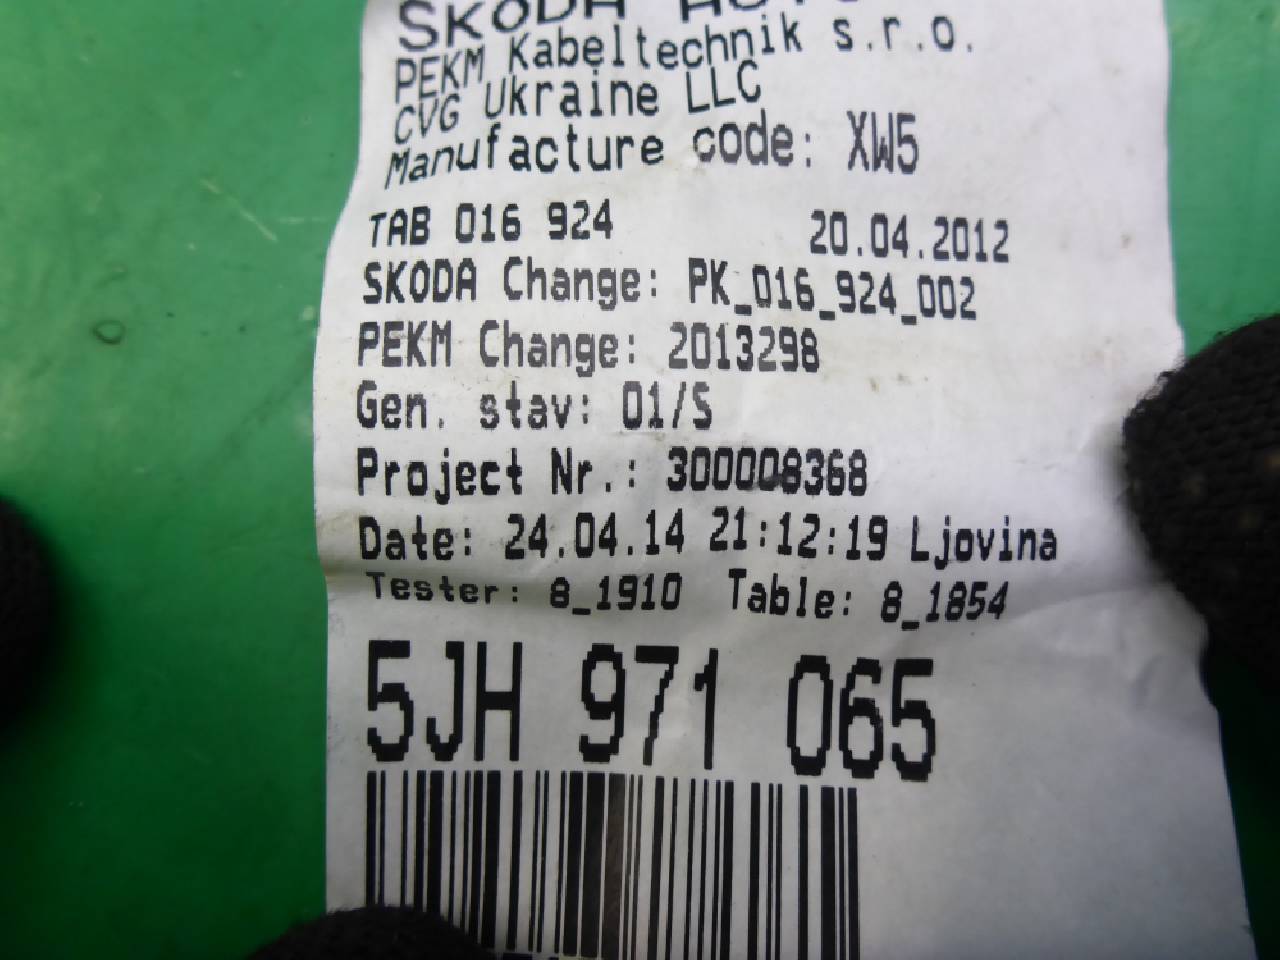 SKODA AUTO
PEKM Kabeltechnik s.r.o.
CVG Ukraine LLC
Manufacture code: XW5
TAB 016 924 20.04.2012
SKODA Change: PK_016_924_002
PEKM Change: 2013298
Gen. stav: 01/S
Project Nr.: 300008368
Date: 24.04.14 21:12:19 Ljovina
Tester: 8_1910 Table: 8_1854
5JH 971 065